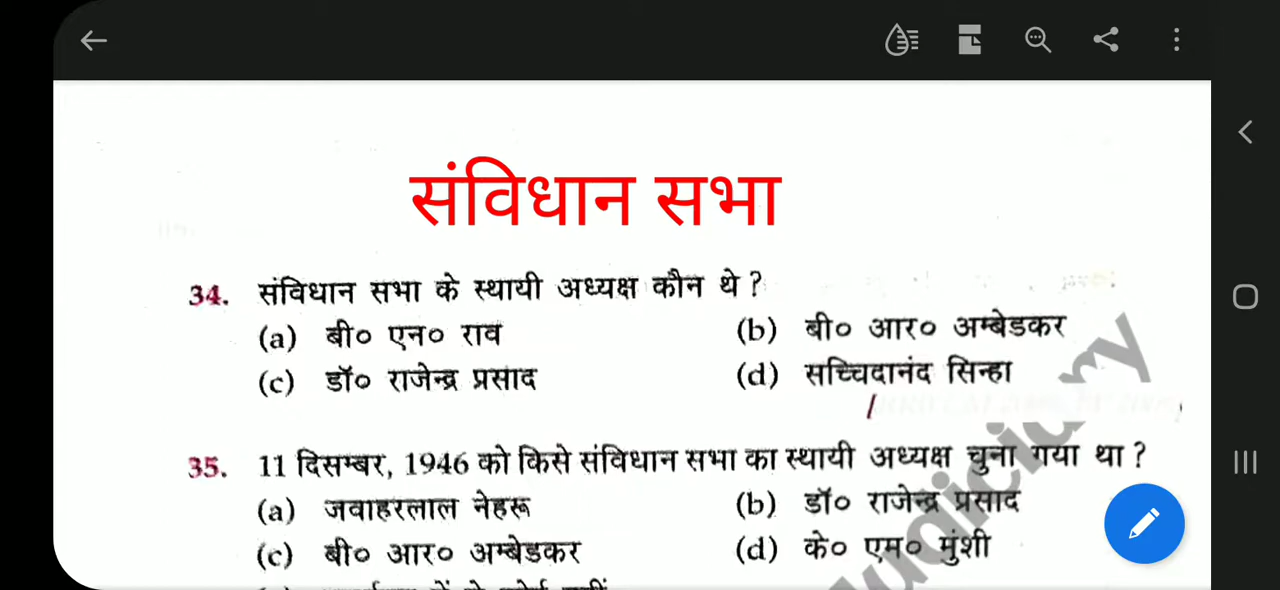 संविधान सभा
34. संविधान सभा के स्थायी अध्यक्ष कौन थे ?
(a) बी० एन० राव (b) बी० आर० अम्बेडकर
(c) डॉ० राजेन्द्र प्रसाद (d) सच्चिदानंद सिन्हा
35. 11 दिसम्बर, 1946 को किसे संविधान सभा का स्थायी अध्यक्ष चुना गया था ?
(a) जवाहरलाल नेहरू (b) डॉ० राजेन्द्र प्रसाद
(c) बी० आर० अम्बेडकर (d) के० एम० मुंशी